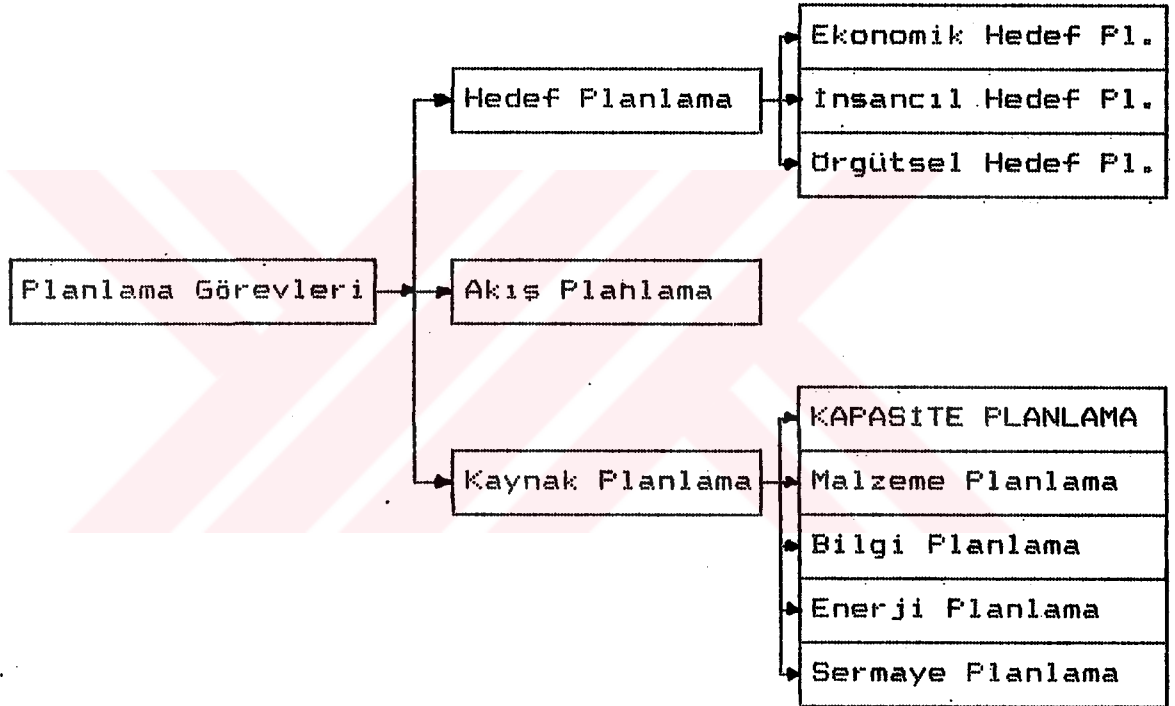 Ekonomik Hedef Pl.
Hedef Planlama
İnsancıl Hedef Pl.
Örgütsel Hedef Pl.
Planlama Görevleri
Akış Planlama
KAPASİTE PLANLAMA
Kaynak Planlama
Malzeme Planlama
Bilgi Planlama
Enerji Planlama
Sermaye Planlama